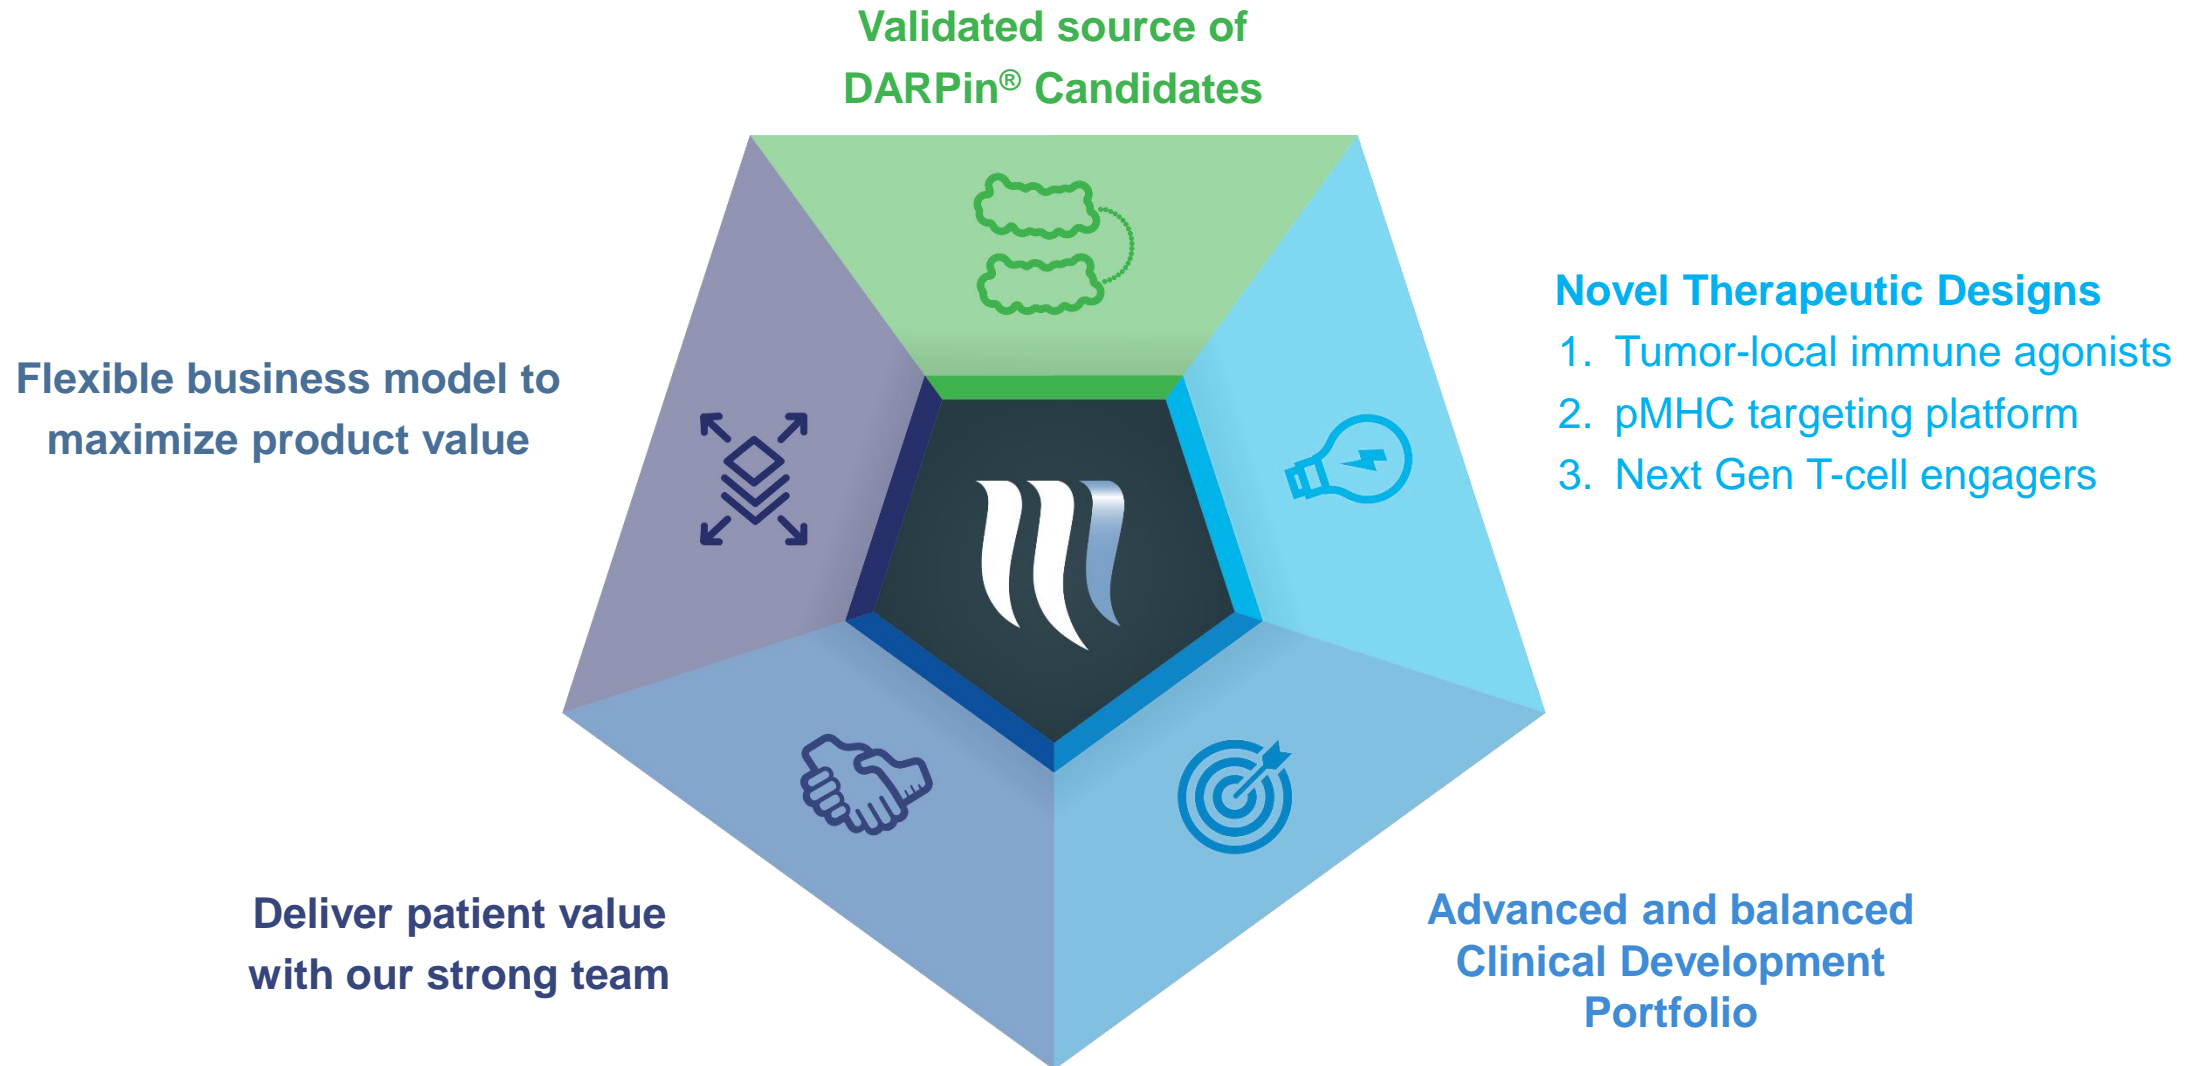 Validated source of
DARPin® Candidates
Novel Therapeutic Designs
1. Tumor-local immune agonists
2. pMHC targeting platform
3. Next Gen T-cell engagers
Flexible business model to
maximize product value
Deliver patient value
with our strong team
Advanced and balanced
Clinical Development
Portfolio